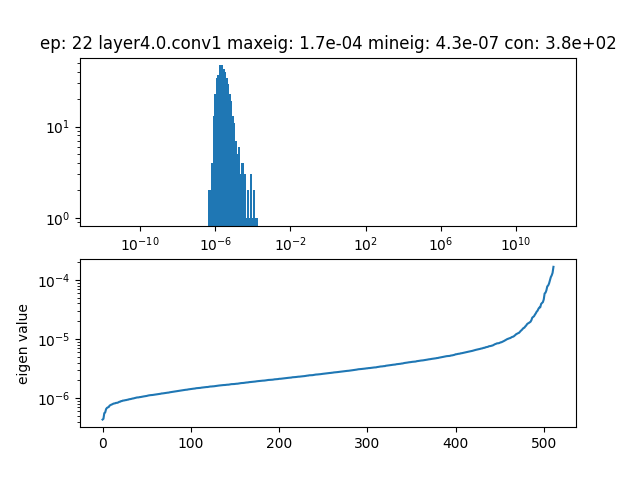 ep: 22 layer4.0.conv1 maxeig: 1.7e-04 mineig: 4.3e-07 con: 3.8e+02
10¹
10⁰
10⁻¹⁰ 10⁻⁶ 10⁻² 10² 10⁶ 10¹⁰
10⁻⁴
10⁻⁵
10⁻⁶
eigen value
0 100 200 300 400 500